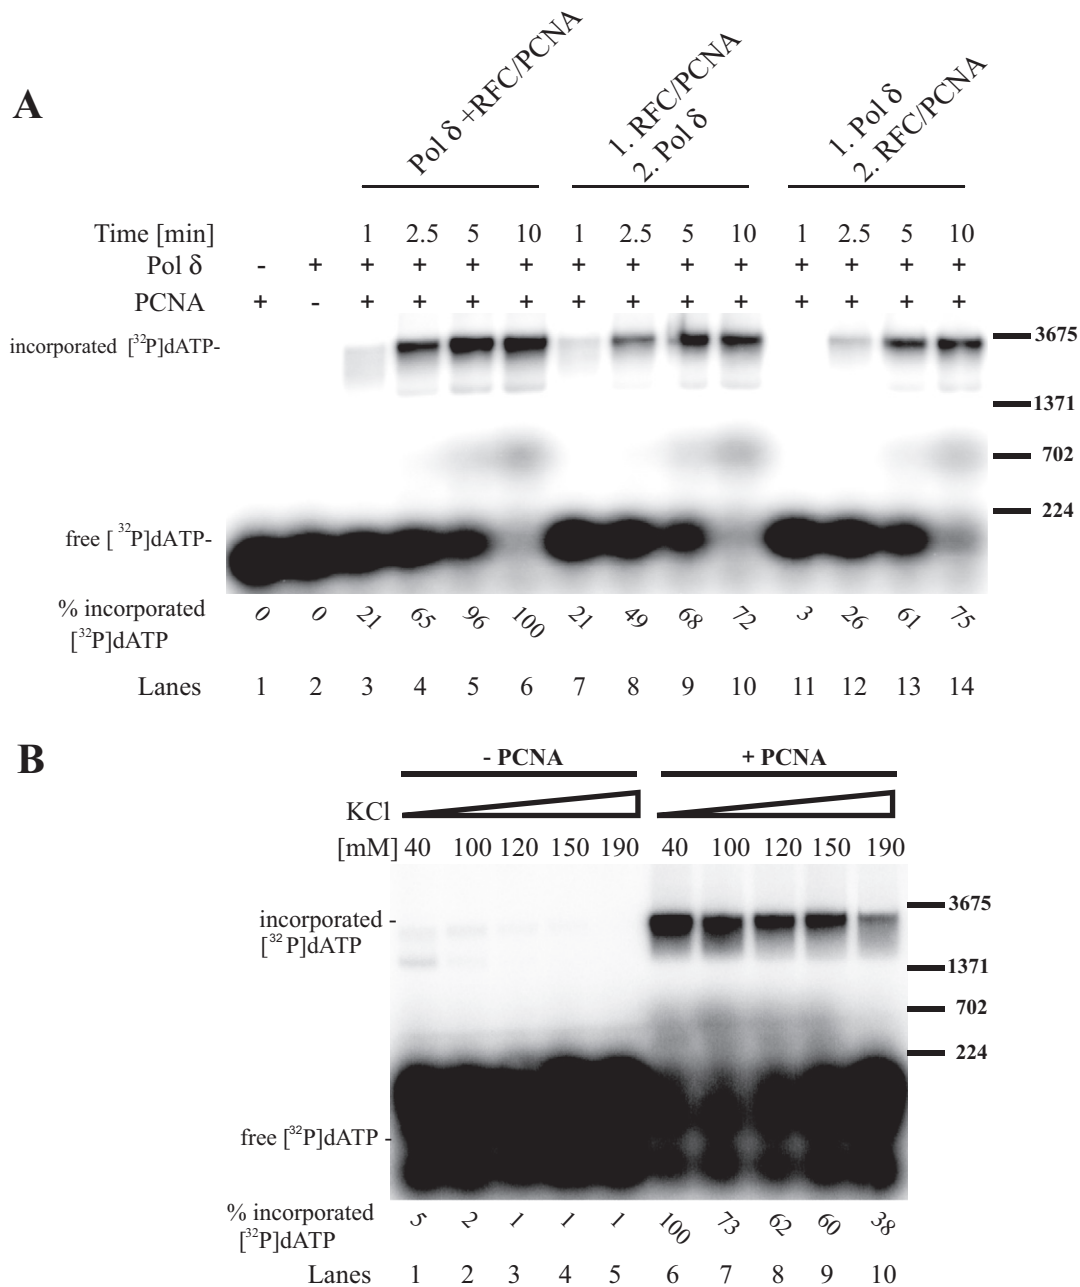 A
Pol δ +RFC/PCNA
1. RFC/PCNA
2. Pol δ
1. Pol δ
2. RFC/PCNA
Time [min] 1 2.5 5 10 1 2.5 5 10 1 2.5 5 10
Pol δ - + + + + + + + + + + + + +
PCNA + - + + + + + + + + + + + +
incorporated [32P]dATP-
3675
1371
702
224
free [32P]dATP-
% incorporated
[32P]dATP
0 0 21 65 96 100 21 49 68 72 3 26 61 75
Lanes 1 2 3 4 5 6 7 8 9 10 11 12 13 14
B
- PCNA + PCNA
KCl
[mM] 40 100 120 150 190 40 100 120 150 190
incorporated -
[32P]dATP
3675
1371
702
224
free [32P]dATP -
% incorporated
[32P]dATP
5 2 1 1 1 100 73 62 60 38
Lanes 1 2 3 4 5 6 7 8 9 10